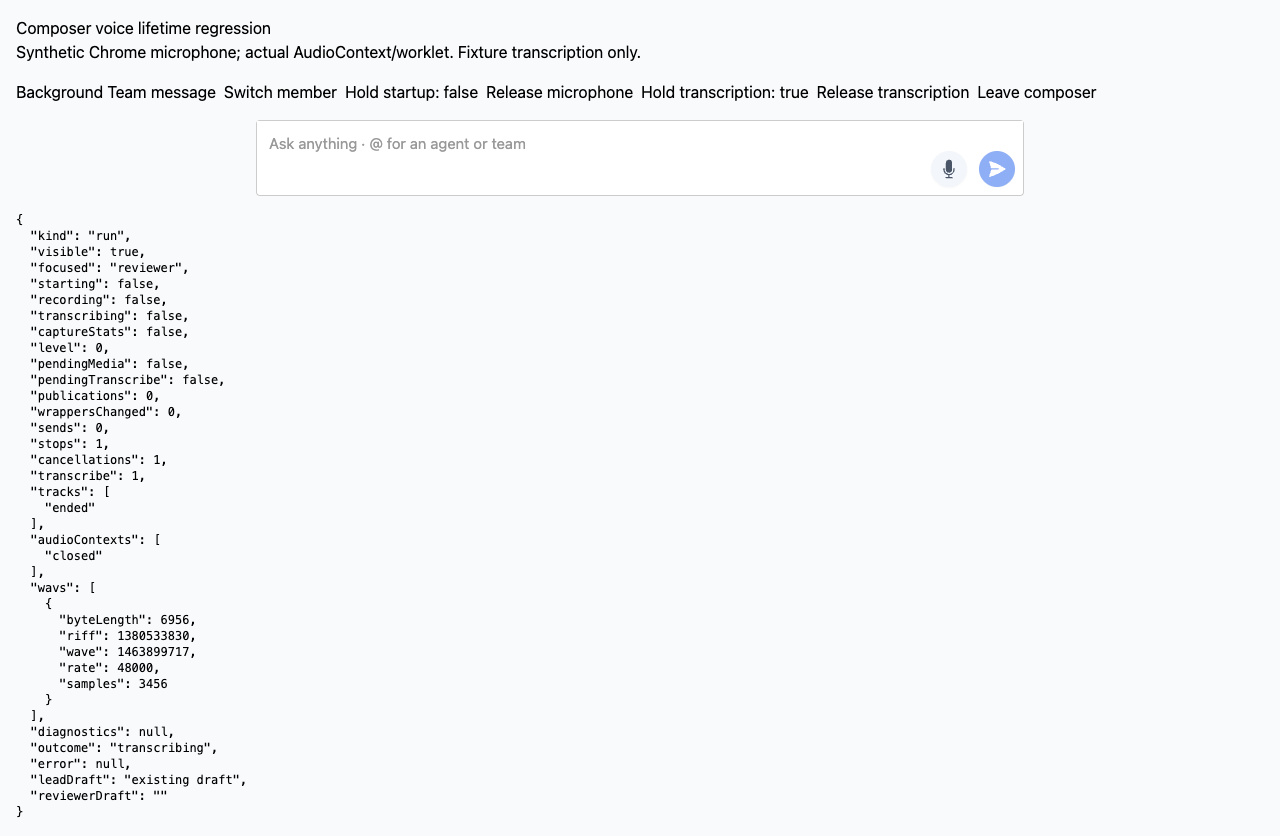 Composer voice lifetime regression
Synthetic Chrome microphone; actual AudioContext/worklet. Fixture transcription only.
Background Team message Switch member Hold startup: false Release microphone Hold transcription: true Release transcription Leave composer
Ask anything · @ for an agent or team
{
  "kind": "run",
  "visible": true,
  "focused": "reviewer",
  "starting": false,
  "recording": false,
  "transcribing": false,
  "captureStats": false,
  "level": 0,
  "pendingMedia": false,
  "pendingTranscribe": false,
  "publications": 0,
  "wrappersChanged": 0,
  "sends": 0,
  "stops": 1,
  "cancellations": 1,
  "transcribe": 1,
  "tracks": [
    "ended"
  ],
  "audioContexts": [
    "closed"
  ],
  "wavs": [
    {
      "byteLength": 6956,
      "riff": 1380533830,
      "wave": 1463899717,
      "rate": 48000,
      "samples": 3456
    }
  ],
  "diagnostics": null,
  "outcome": "transcribing",
  "error": null,
  "leadDraft": "existing draft",
  "reviewerDraft": ""
}